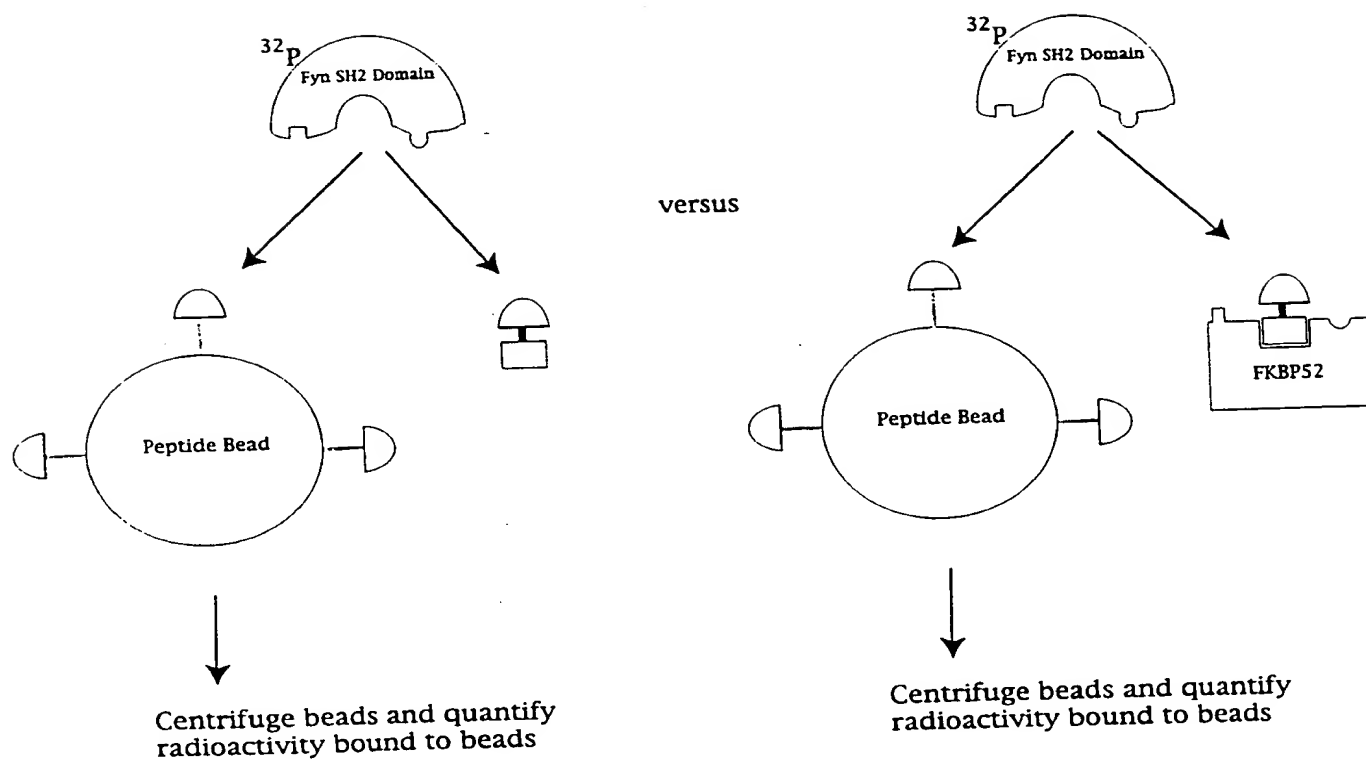 32P
Fyn SH2 Domain
versus
Peptide Bead
Centrifuge beads and quantify
radioactivity bound to beads
32P
Fyn SH2 Domain
FKBP52
Peptide Bead
Centrifuge beads and quantify
radioactivity bound to beads